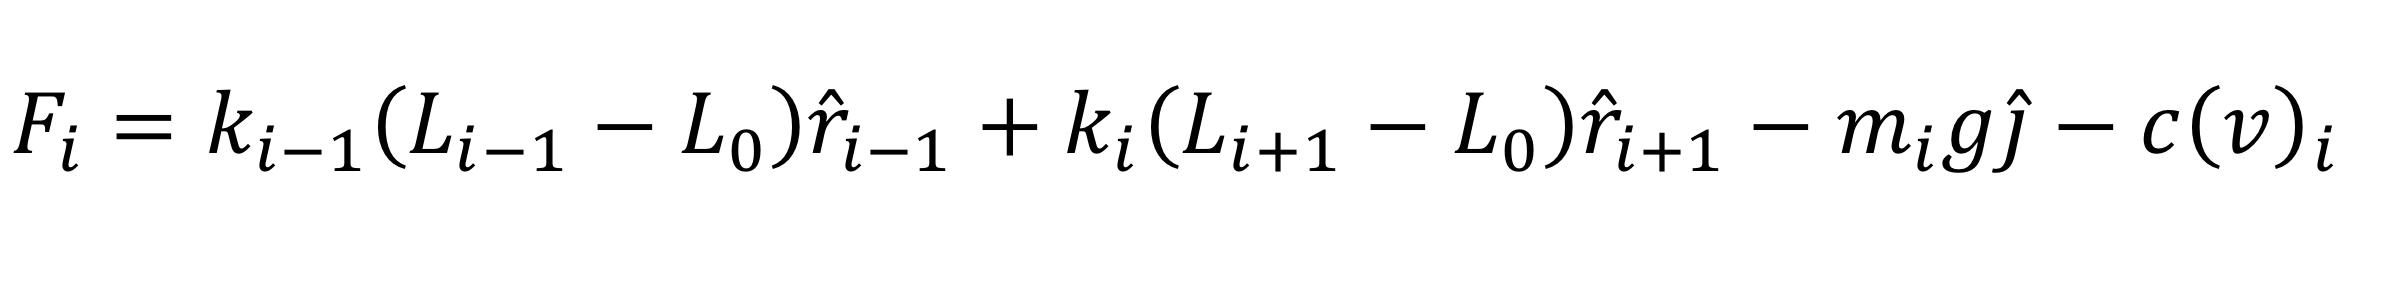 F_i = k_{i-1}(L_{i-1} − L_0)r̂_{i-1} + k_i(L_{i+1} − L_0)r̂_{i+1} − m_i g ĵ − c(v)_i